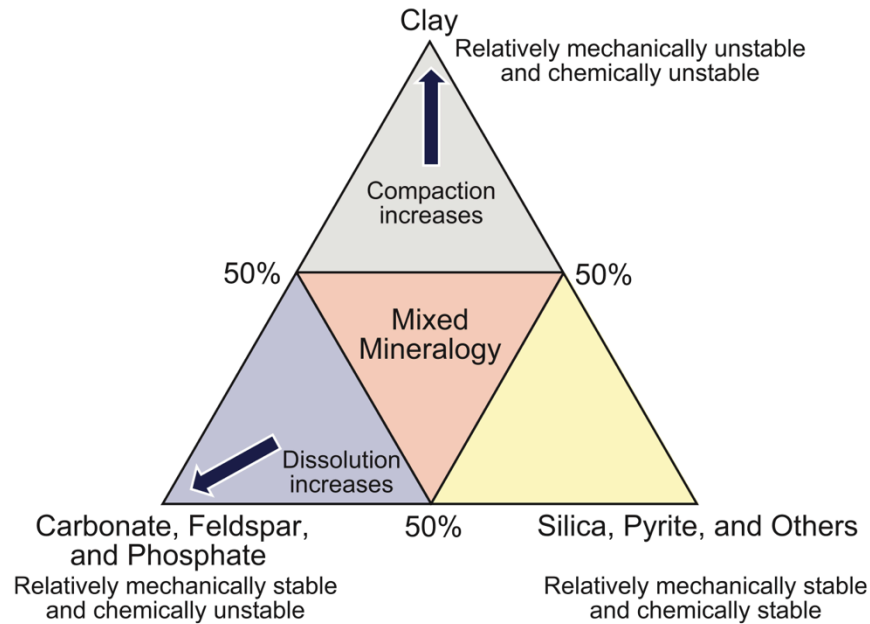 Clay
Relatively mechanically unstable
and chemically unstable
Compaction
increases
50%
50%
Mixed
Mineralogy
Dissolution
increases
Carbonate, Feldspar,
and Phosphate
50%
Silica, Pyrite, and Others
Relatively mechanically stable
and chemically unstable
Relatively mechanically stable
and chemically stable